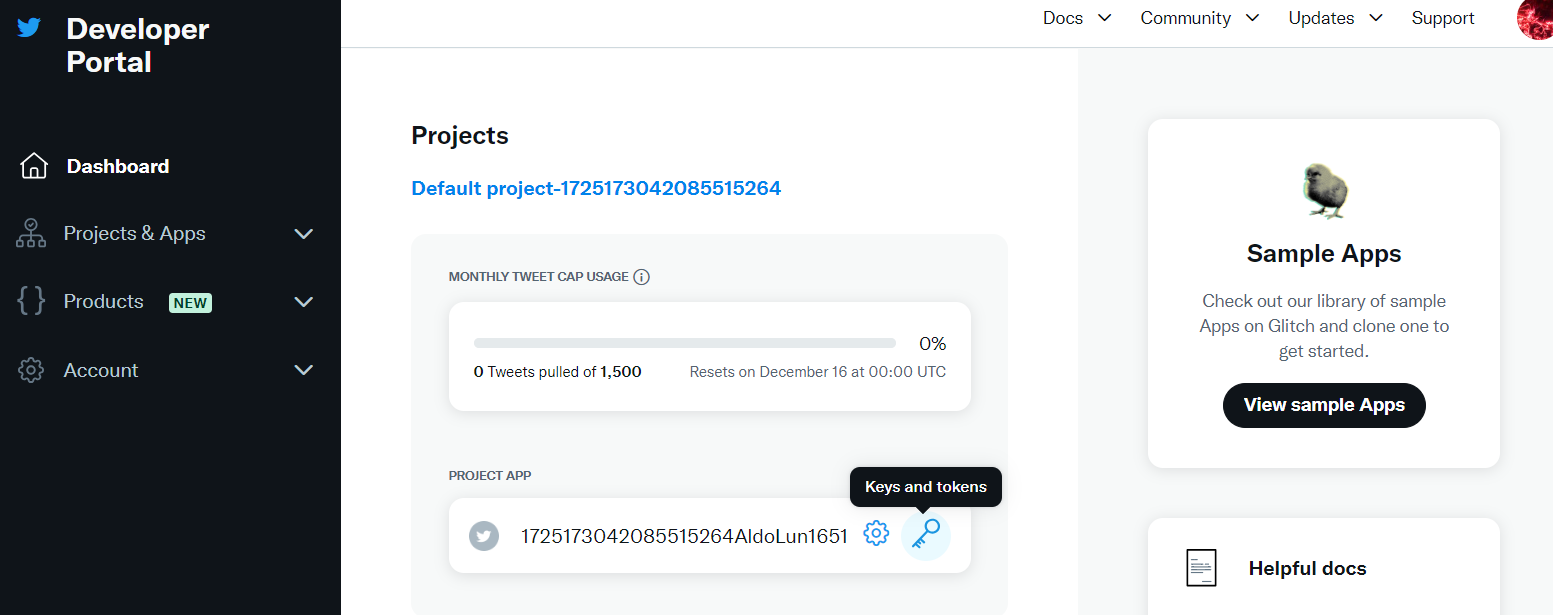 Developer
Portal
Docs
Community
Updates
Support
Dashboard
Projects & Apps
Products NEW
Account
Projects
Default project-1725173042085515264
MONTHLY TWEET CAP USAGE
0%
0 Tweets pulled of 1,500
Resets on December 16 at 00:00 UTC
PROJECT APP
Keys and tokens
1725173042085515264AldoLun1651
Sample Apps
Check out our library of sample
Apps on Glitch and clone one to
get started.
View sample Apps
Helpful docs